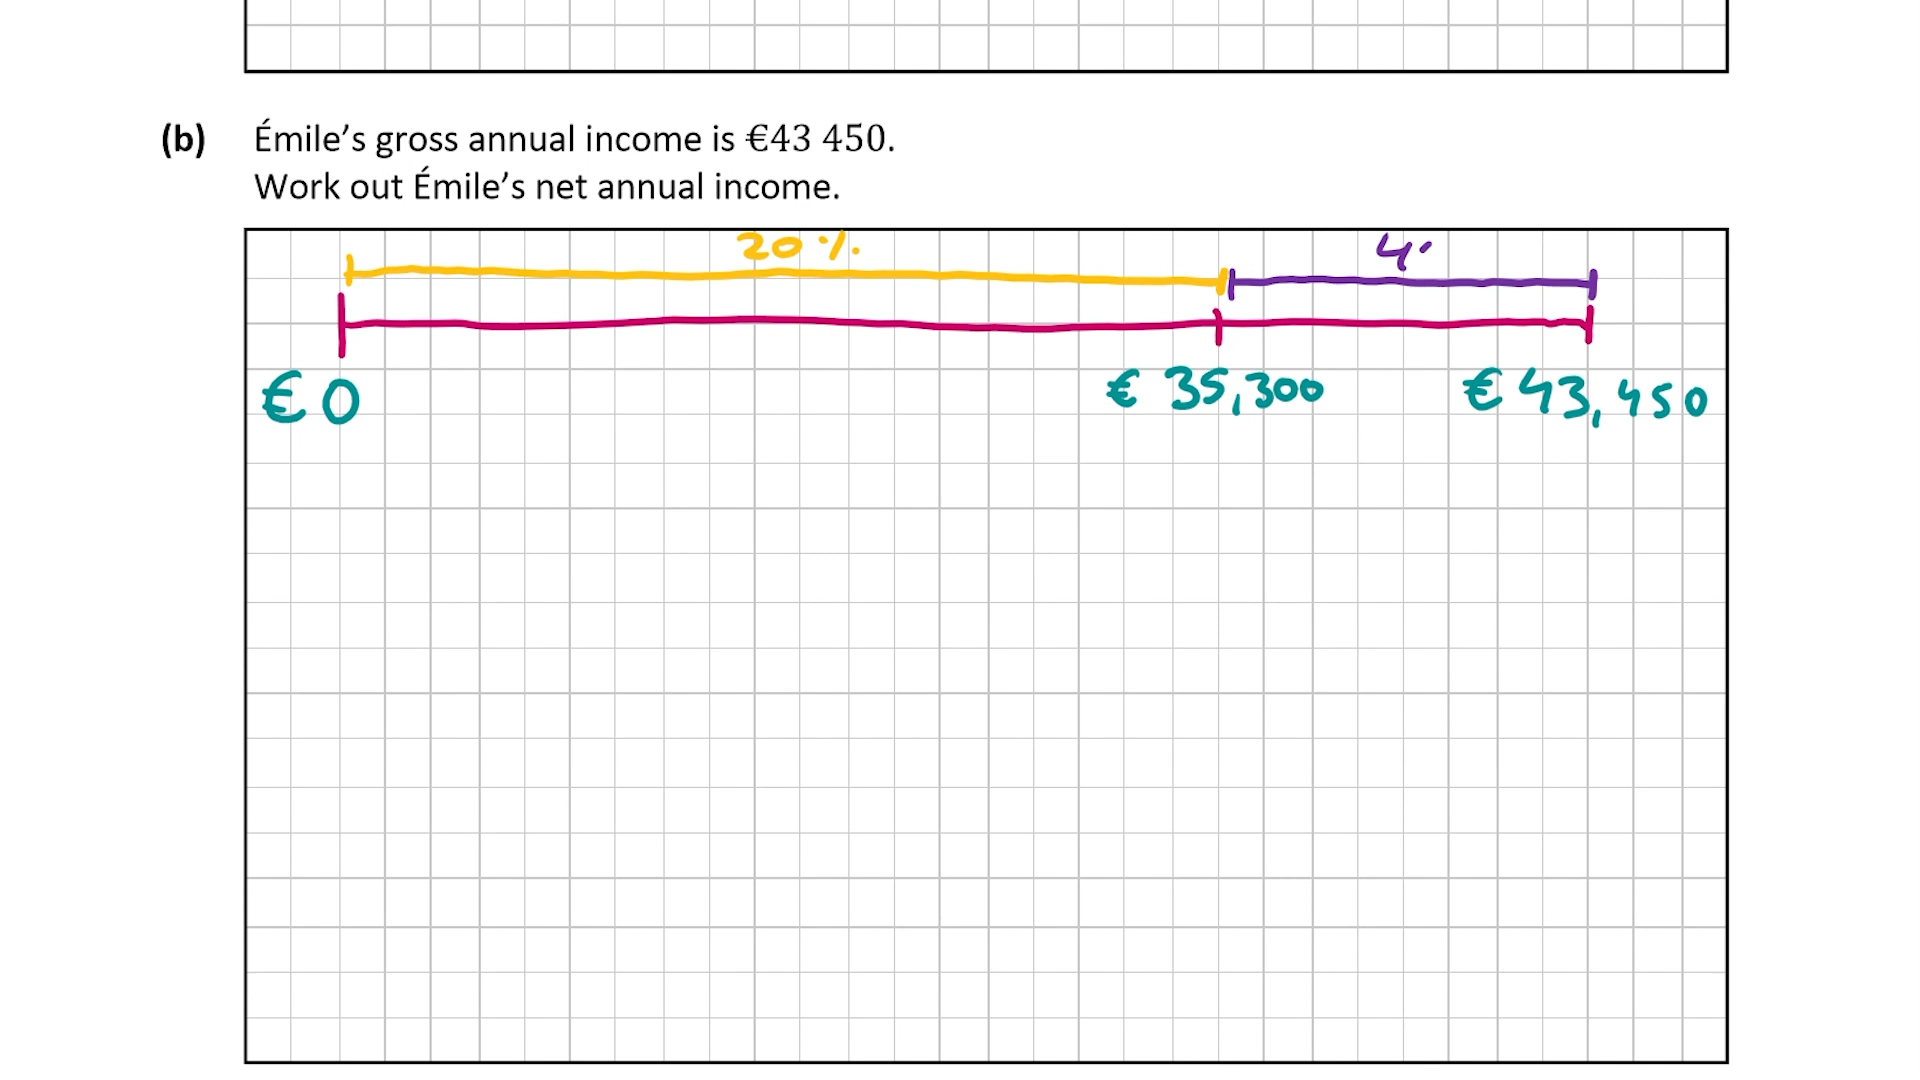 (b) Émile’s gross annual income is €43 450.
Work out Émile’s net annual income.
20% 4
€0 €35,300 €43,450